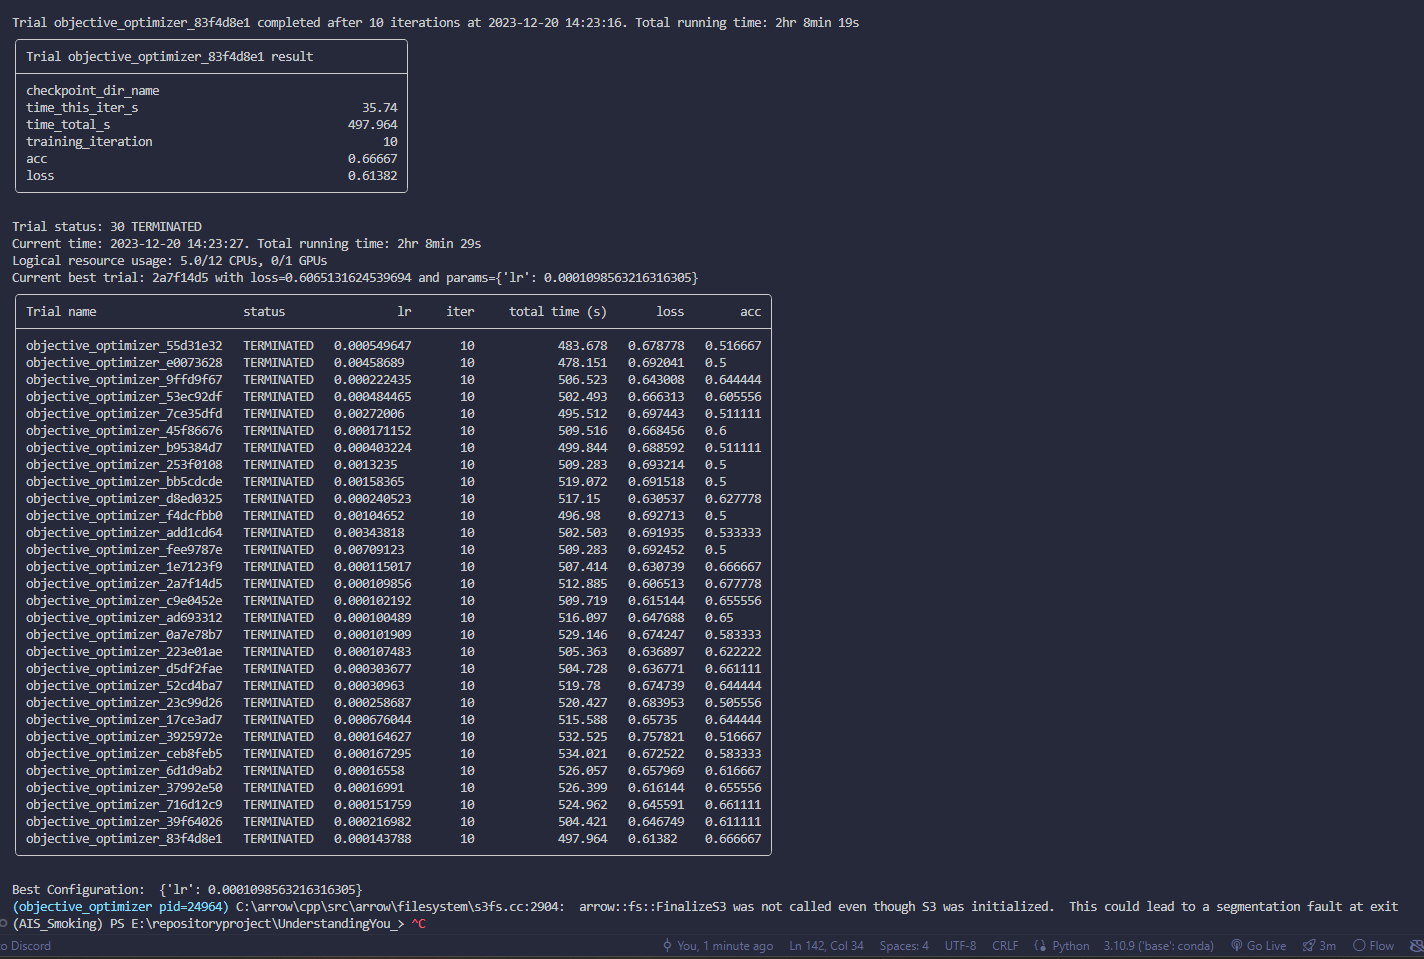 Trial objective_optimizer_83f4d8e1 completed after 10 iterations at 2023-12-20 14:23:16. Total running time: 2hr 8min 19s
Trial objective_optimizer_83f4d8e1 result
checkpoint_dir_name
time_this_iter_s 35.74
time_total_s 497.964
training_iteration 10
acc 0.66667
loss 0.61382
Trial status: 30 TERMINATED
Current time: 2023-12-20 14:23:27. Total running time: 2hr 8min 29s
Logical resource usage: 5.0/12 CPUs, 0/1 GPUs
Current best trial: 2a7f14d5 with loss=0.6065131624539694 and params={'lr': 0.0001098563216316305}
Trial name status lr iter total time (s) loss acc
objective_optimizer_55d31e32 TERMINATED 0.000549647 10 483.678 0.678778 0.516667
objective_optimizer_e0073628 TERMINATED 0.00458689 10 478.151 0.692041 0.5
objective_optimizer_9ffd9f67 TERMINATED 0.000222435 10 506.523 0.643008 0.644444
objective_optimizer_53ec92df TERMINATED 0.000484465 10 502.493 0.666313 0.605556
objective_optimizer_7ce35dfd TERMINATED 0.00272006 10 495.512 0.697443 0.511111
objective_optimizer_45f86676 TERMINATED 0.000171152 10 509.516 0.668456 0.6
objective_optimizer_b95384d7 TERMINATED 0.000403224 10 499.844 0.688592 0.511111
objective_optimizer_253f0108 TERMINATED 0.0013235 10 509.283 0.693214 0.5
objective_optimizer_bb5cdcde TERMINATED 0.00158365 10 519.072 0.691518 0.5
objective_optimizer_d8ed0325 TERMINATED 0.000240523 10 517.15 0.630537 0.627778
objective_optimizer_f4dcfbb0 TERMINATED 0.00104652 10 496.98 0.692713 0.5
objective_optimizer_add1cd64 TERMINATED 0.00343818 10 502.503 0.691935 0.533333
objective_optimizer_fee9787e TERMINATED 0.00709123 10 509.283 0.692452 0.5
objective_optimizer_1e7123f9 TERMINATED 0.000115017 10 507.414 0.630739 0.666667
objective_optimizer_2a7f14d5 TERMINATED 0.000109856 10 512.885 0.606513 0.677778
objective_optimizer_c9e0452e TERMINATED 0.000102192 10 509.719 0.615144 0.655556
objective_optimizer_ad693312 TERMINATED 0.000100489 10 516.097 0.647688 0.65
objective_optimizer_0a7e78b7 TERMINATED 0.000101909 10 529.146 0.674247 0.583333
objective_optimizer_223e01ae TERMINATED 0.000107483 10 505.363 0.636897 0.622222
objective_optimizer_d5df2fae TERMINATED 0.000303677 10 504.728 0.636771 0.661111
objective_optimizer_52cd4ba7 TERMINATED 0.00030963 10 519.78 0.674739 0.644444
objective_optimizer_23c99d26 TERMINATED 0.000258687 10 520.427 0.683953 0.505556
objective_optimizer_17ce3ad7 TERMINATED 0.000676044 10 515.588 0.65735 0.644444
objective_optimizer_3925972e TERMINATED 0.000164627 10 532.525 0.757821 0.516667
objective_optimizer_ceb8feb5 TERMINATED 0.000167295 10 534.021 0.672522 0.583333
objective_optimizer_6d1d9ab2 TERMINATED 0.00016558 10 526.057 0.657969 0.616667
objective_optimizer_37992e50 TERMINATED 0.00016991 10 526.399 0.616144 0.655556
objective_optimizer_716d12c9 TERMINATED 0.000151759 10 524.962 0.645591 0.661111
objective_optimizer_39f64026 TERMINATED 0.000216982 10 504.421 0.646749 0.611111
objective_optimizer_83f4d8e1 TERMINATED 0.000143788 10 497.964 0.61382 0.666667
Best Configuration:  {'lr': 0.0001098563216316305}
(objective_optimizer pid=24964) C:\arrow\cpp\src\arrow\filesystem\s3fs.cc:2904:  arrow::fs::FinalizeS3 was not called even though S3 was initialized.  This could lead to a segmentation fault at exit
(AIS_Smoking) PS E:\repositoryproject\UnderstandingYou_> ^C
o Discord You, 1 minute ago Ln 142, Col 34 Spaces: 4 UTF-8 CRLF Python 3.10.9 ('base': conda) Go Live 3m Flow